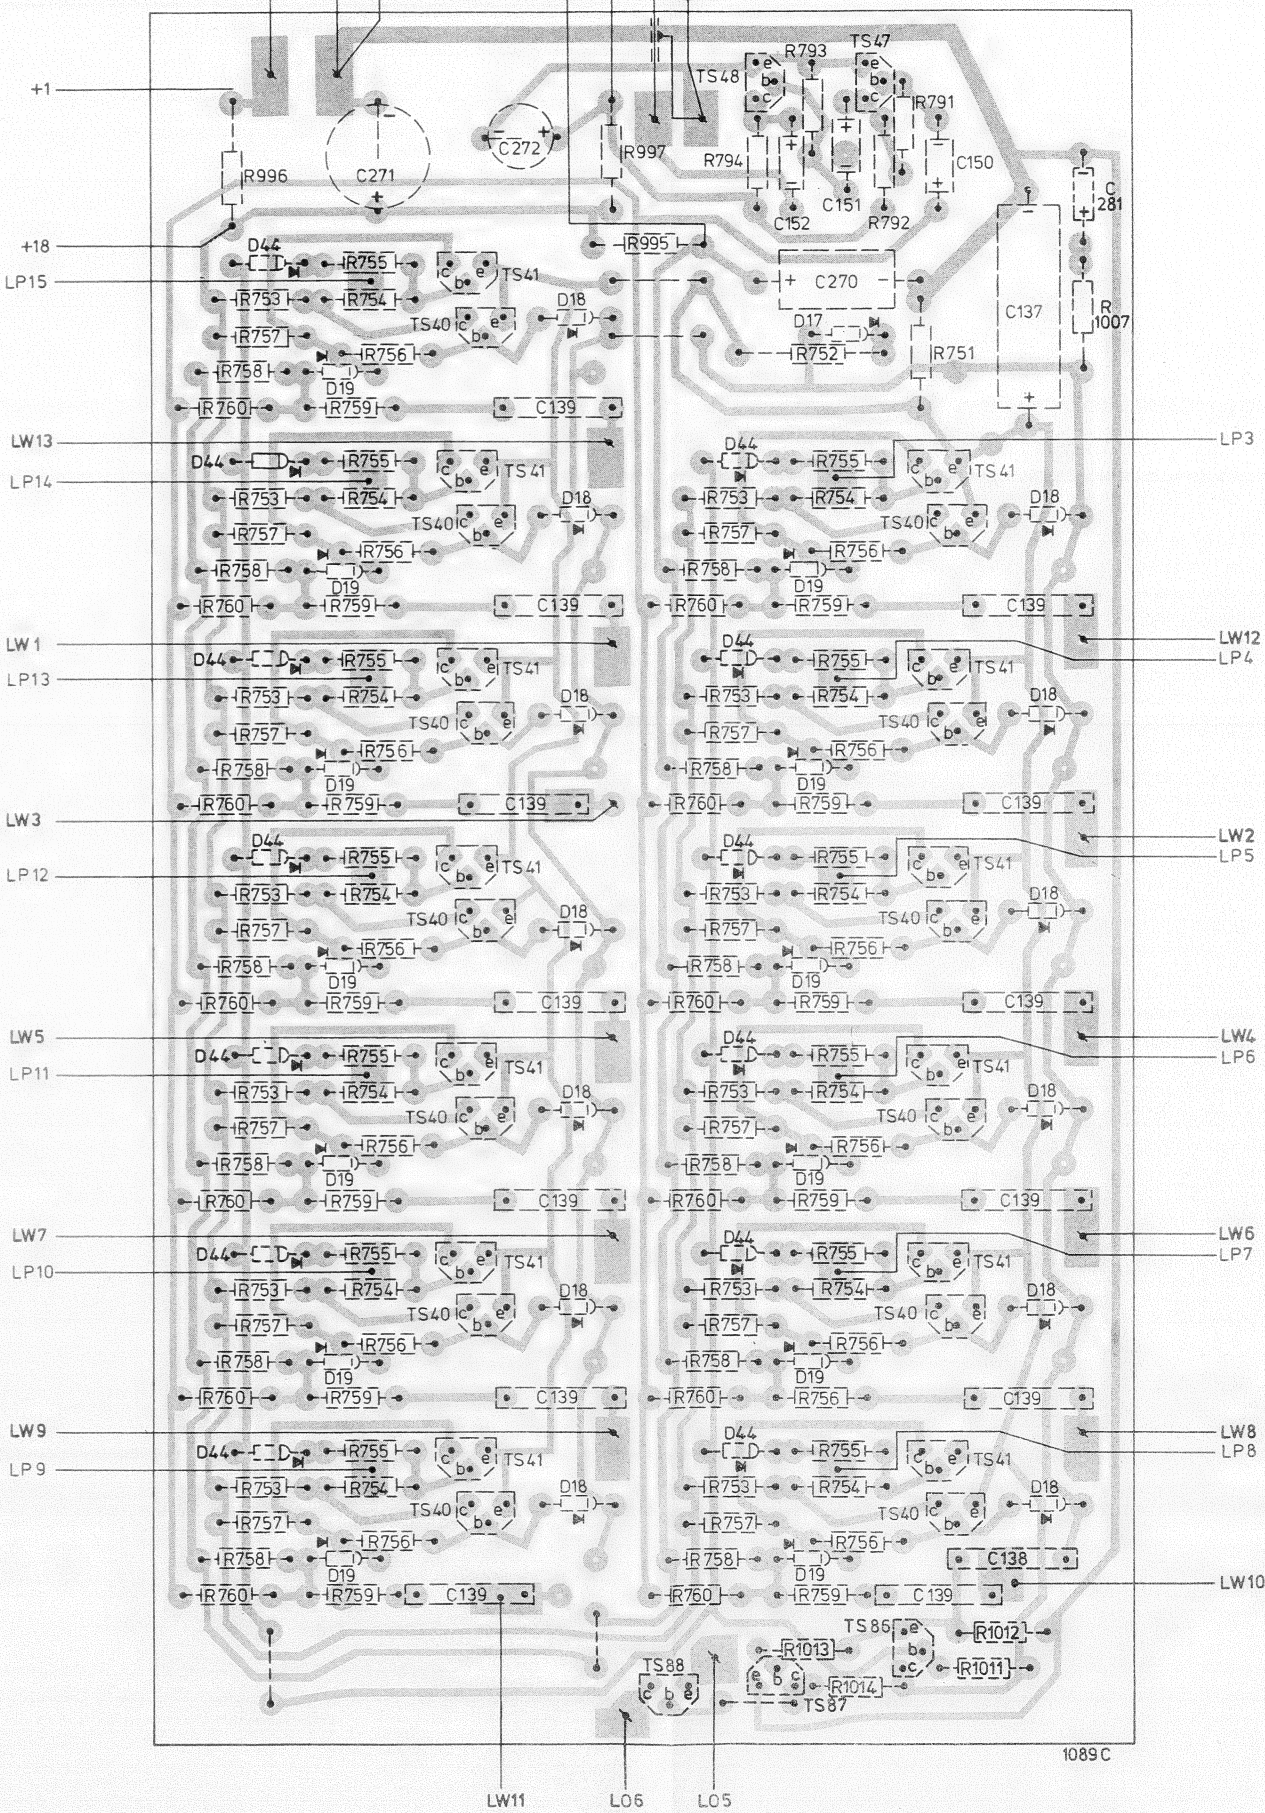 R793 TS47
TS48 e e
b b
c c
+1
R791
R996 C271 C272 R997 R794 C150 C 281
C152 C151 R792
+18 D44 R755 c e TS41 R995
LP15 b C270
R753 R754 D18 C137
R757 TS40 c e b D17 R 1007
R756 R752 R751
R758 D19
R760 R759 C139
LW13 LP3
D44 R755 c e TS41 D44 R755 c e TS41
LP14 b b
R753 R754 D18 R753 R754 D18
R757 TS40 c e b R757 TS40 c e b
R756 R756
R758 D19 R758 D19
R760 R759 C139 R760 R759 C139
LW1 LW12
D44 R755 c e TS41 D44 R755 c e TS41 LP4
LP13 b b
R753 R754 D18 R753 R754 D18
R757 TS40 c e b R757 TS40 c e b
R756 R756
R758 D19 R758 D19
R760 R759 C139 R760 R759 C139
LW3 LW2
D44 R755 c e TS41 D44 R755 c e TS41 LP5
LP12 b b
R753 R754 D18 R753 R754 D18
R757 TS40 c e b R757 TS40 c e b
R756 R756
R758 D19 R758 D19
R760 R759 C139 R760 R759 C139
LW5 LW4
D44 R755 c e TS41 D44 R755 c e TS41 LP6
LP11 b b
R753 R754 D18 R753 R754 D18
R757 TS40 c e b R757 TS40 c e b
R756 R756
R758 D19 R758 D19
R760 R759 C139 R760 R759 C139
LW7 LW6
D44 R755 c e TS41 D44 R755 c e TS41 LP7
LP10 b b
R753 R754 D18 R753 R754 D18
R757 TS40 c e b R757 TS40 c e b
R756 R756
R758 D19 R758 D19
R760 R759 C139 R760 R756 C139
LW9 LW8
D44 R755 c e TS41 D44 R755 c e TS41 LP8
LP9 b b
R753 R754 D18 R753 R754 D18
R757 TS40 c e b R757 TS40 c e b
R756 R756
R758 D19 R758 D19 C138
LW10
R760 R759 C139 R760 R759 C139
TS86 e b c R1012
R1013 R1011
TS88 c b e e b c R1014
TS87
1089C
LW11 LO6 LO5